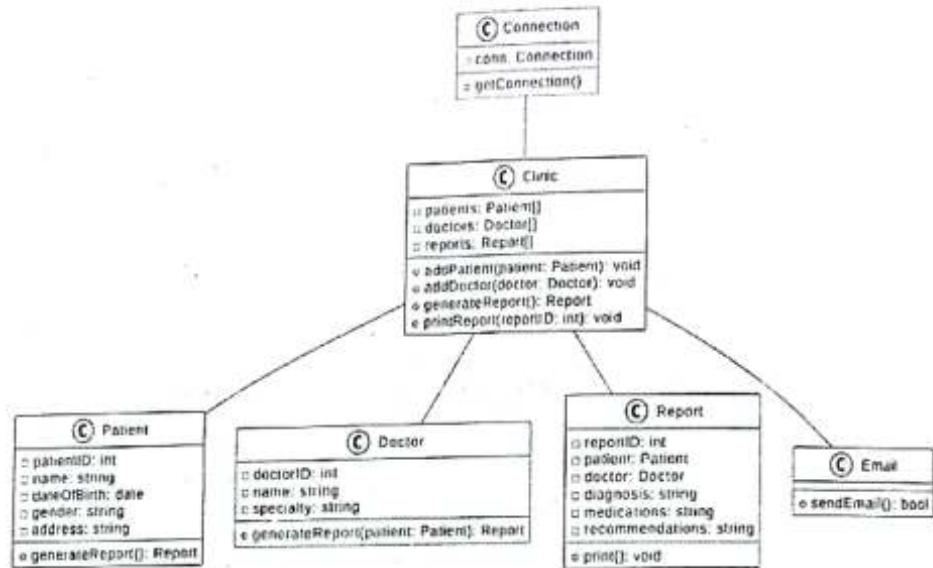 C Connection
conn: Connection
getConnection()
C Clinic
patients: Patient[]
doctors: Doctor[]
reports: Report[]
addPatient(patient: Patient): void
addDoctor(doctor: Doctor): void
generateReport(): Report
printReport(reportID: int): void
C Patient
patientID: int
name: string
dateOfBirth: date
gender: string
address: string
generateReport(): Report
C Doctor
doctorID: int
name: string
specialty: string
generateReport(patient: Patient): Report
C Report
reportID: int
patient: Patient
doctor: Doctor
diagnosis: string
medications: string
recommendations: string
print(): void
C Email
sendEmail(): bool